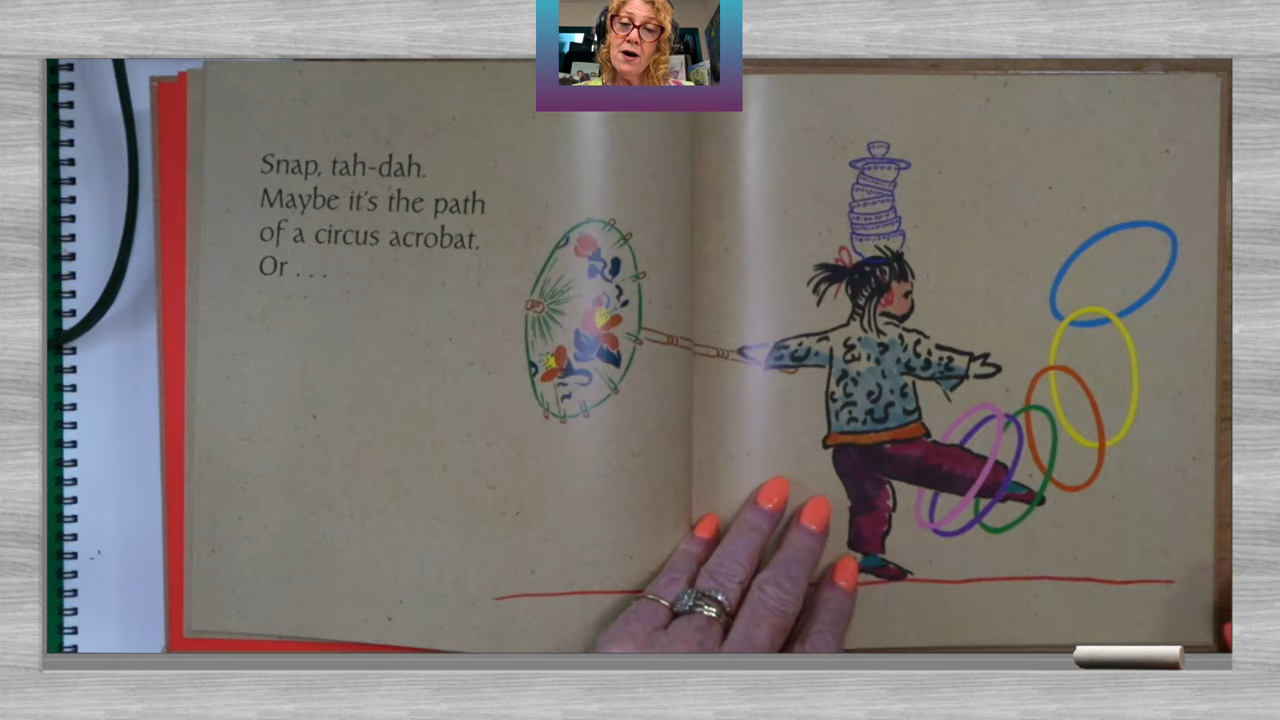 Snap, tah-dah.
Maybe it's the path
of a circus acrobat.
Or . . .